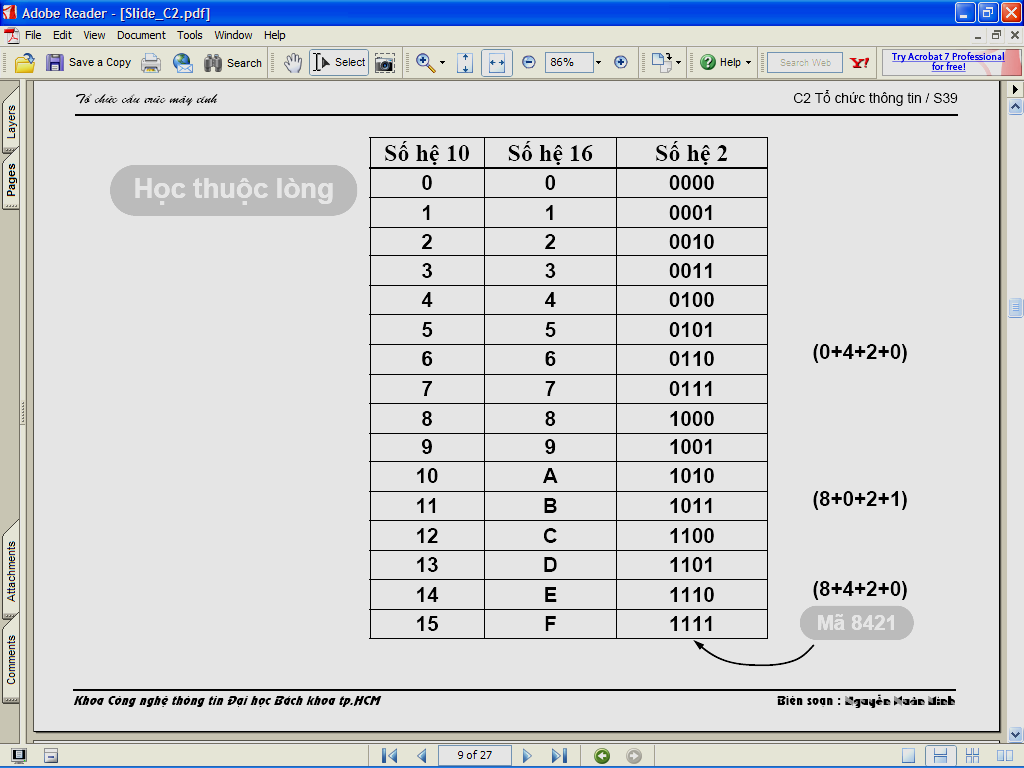 Adobe Reader - [Slide_C2.pdf]
File Edit View Document Tools Window Help
Save a Copy Search Select 86% Help Search Web Y! Try Acrobat 7 Professional for free!
Layers
Pages
Attachments
Comments
Tổ chức cấu trúc máy tính C2 Tổ chức thông tin / S39
Học thuộc lòng
Số hệ 10 Số hệ 16 Số hệ 2
0 0 0000
1 1 0001
2 2 0010
3 3 0011
4 4 0100
5 5 0101
(0+4+2+0)
6 6 0110
7 7 0111
8 8 1000
9 9 1001
10 A 1010
11 B 1011 (8+0+2+1)
12 C 1100
13 D 1101
14 E 1110 (8+4+2+0)
15 F 1111 Mã 8421
Khoa Công nghệ thông tin Đại học Bách khoa tp.HCM Biên soạn :
9 of 27